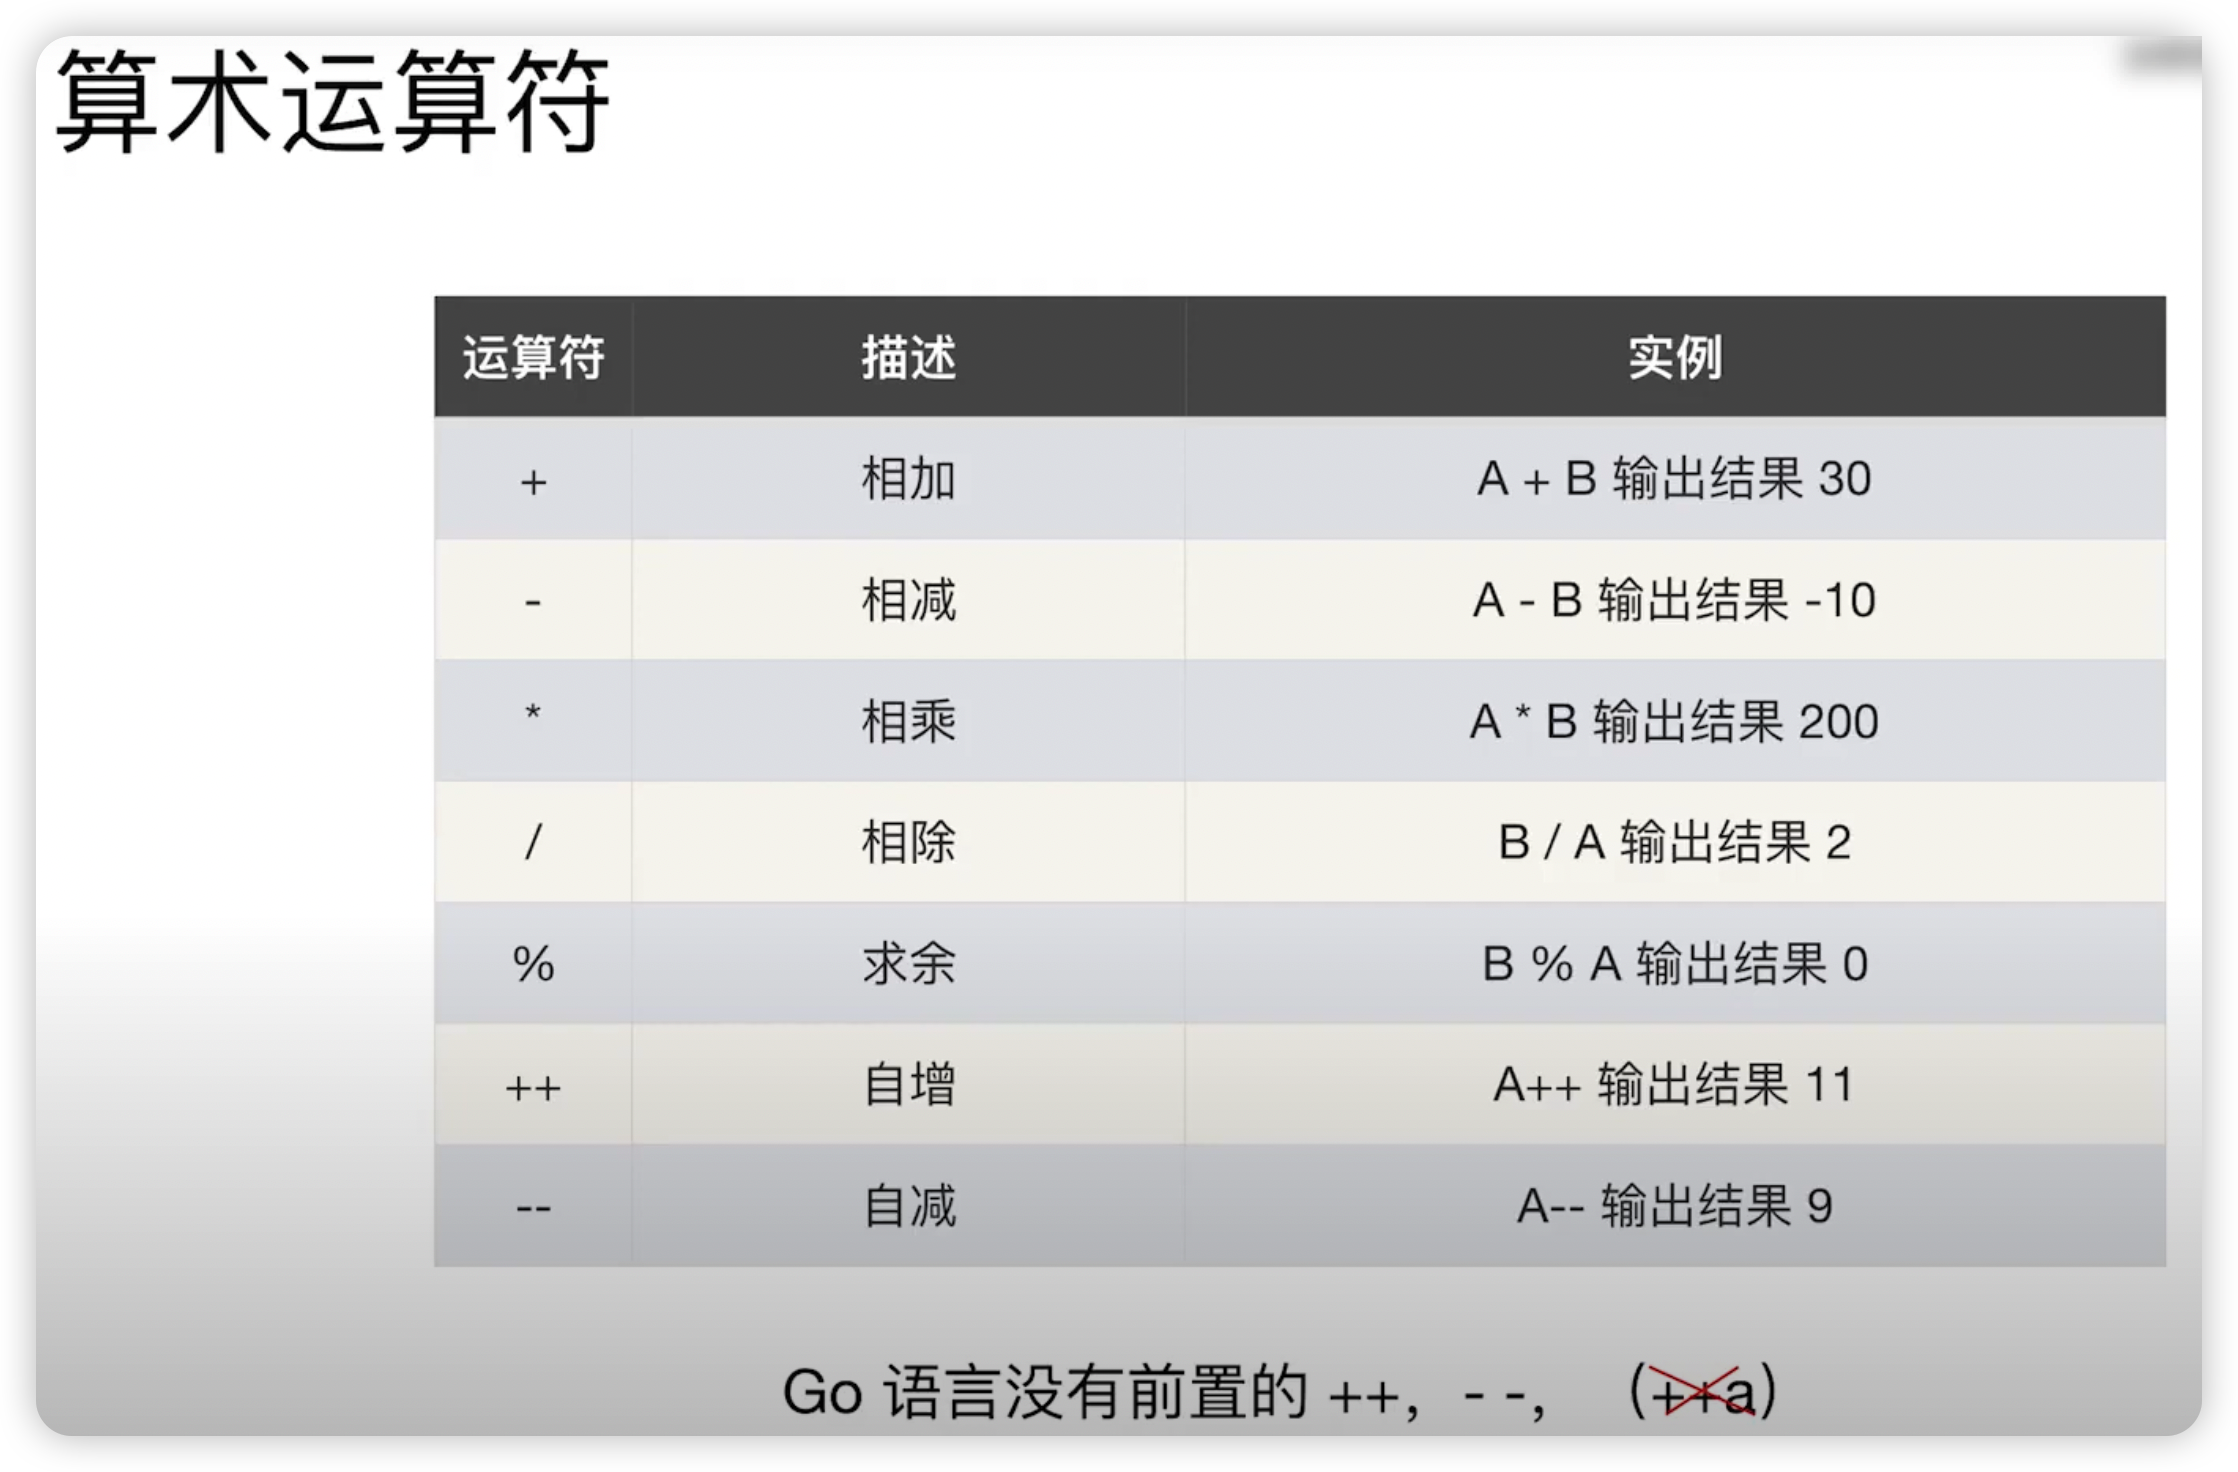 算术运算符
运算符 描述 实例
+ 相加 A + B 输出结果 30
- 相减 A - B 输出结果 -10
* 相乘 A * B 输出结果 200
/ 相除 B / A 输出结果 2
% 求余 B % A 输出结果 0
++ 自增 A++ 输出结果 11
-- 自减 A-- 输出结果 9
Go 语言没有前置的 ++，- -，（++a）